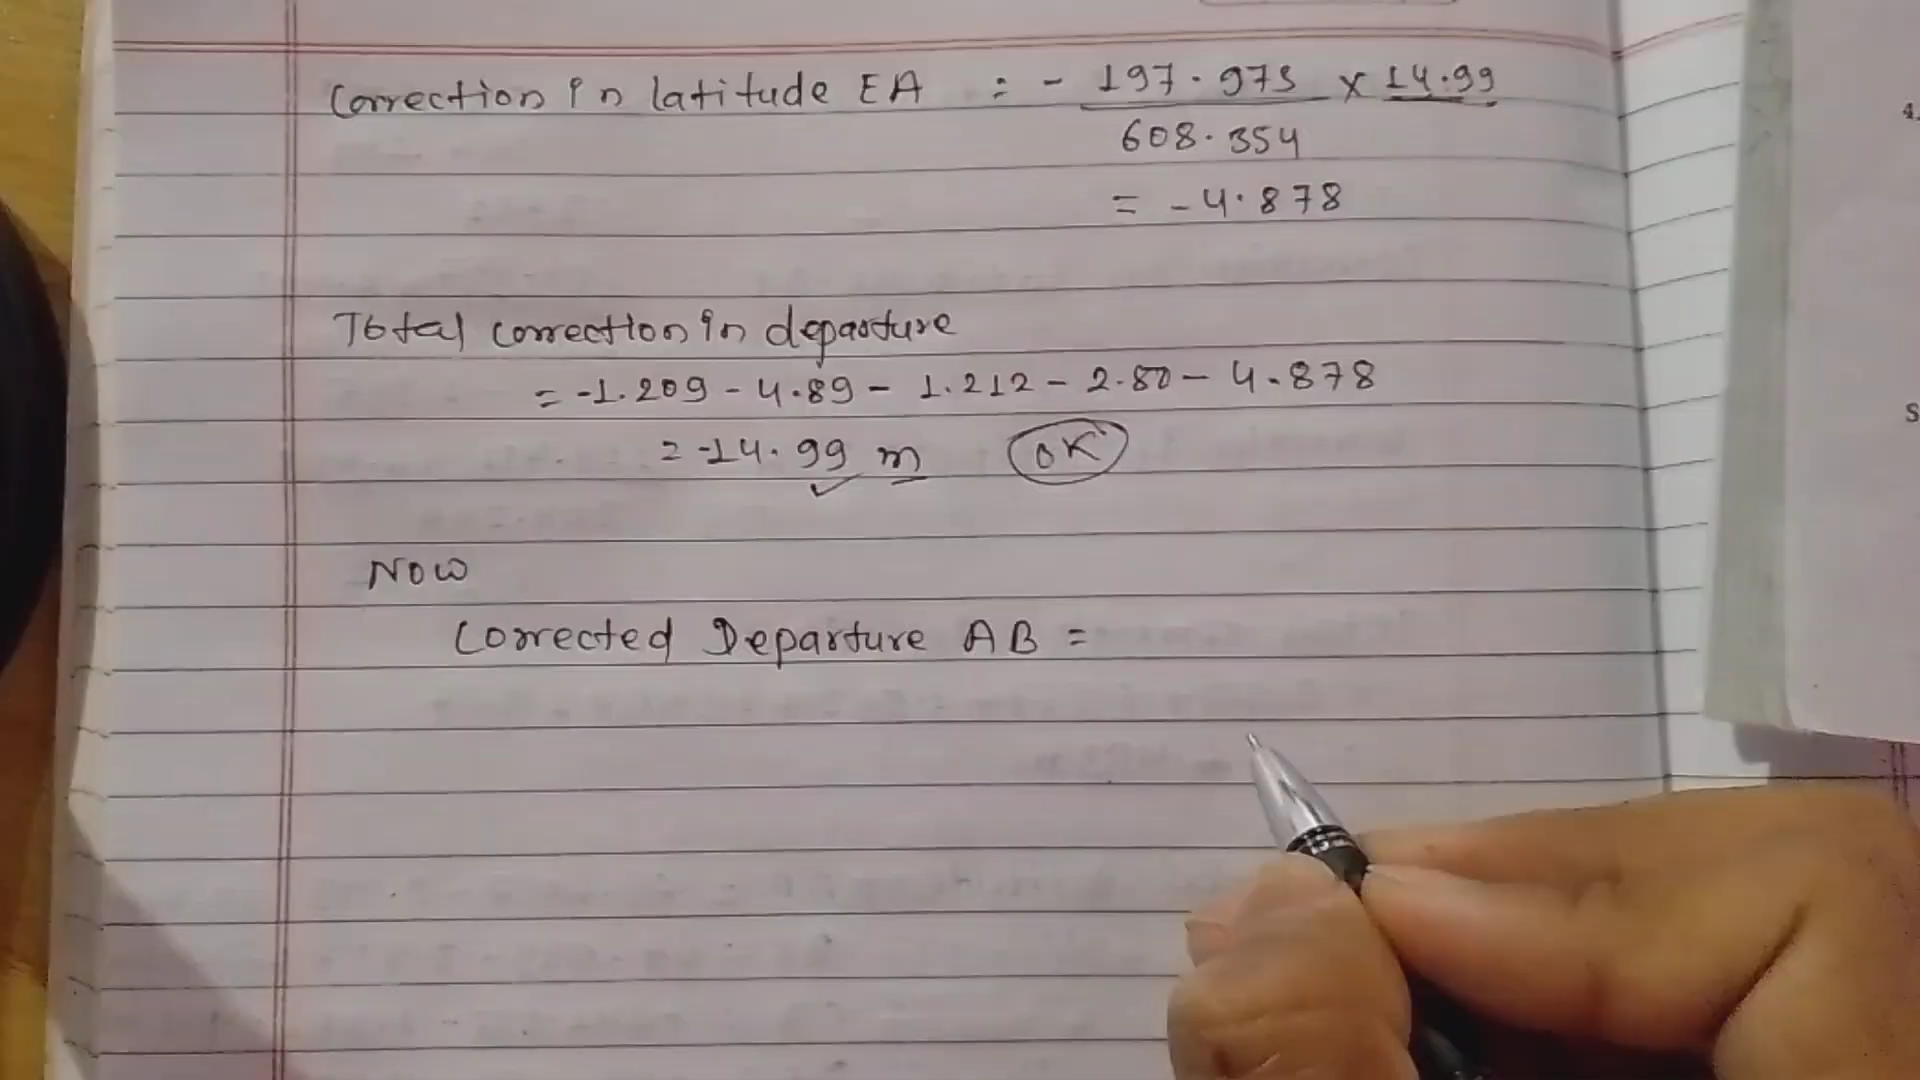 Correction in latitude EA = - 197.975 × 14.99
608.354
= - 4.878
Total correction in departure
= -1.209 - 4.89 - 1.212 - 2.80 - 4.878
= -14.99 m OK
Now
Corrected Departure AB =
4.
S